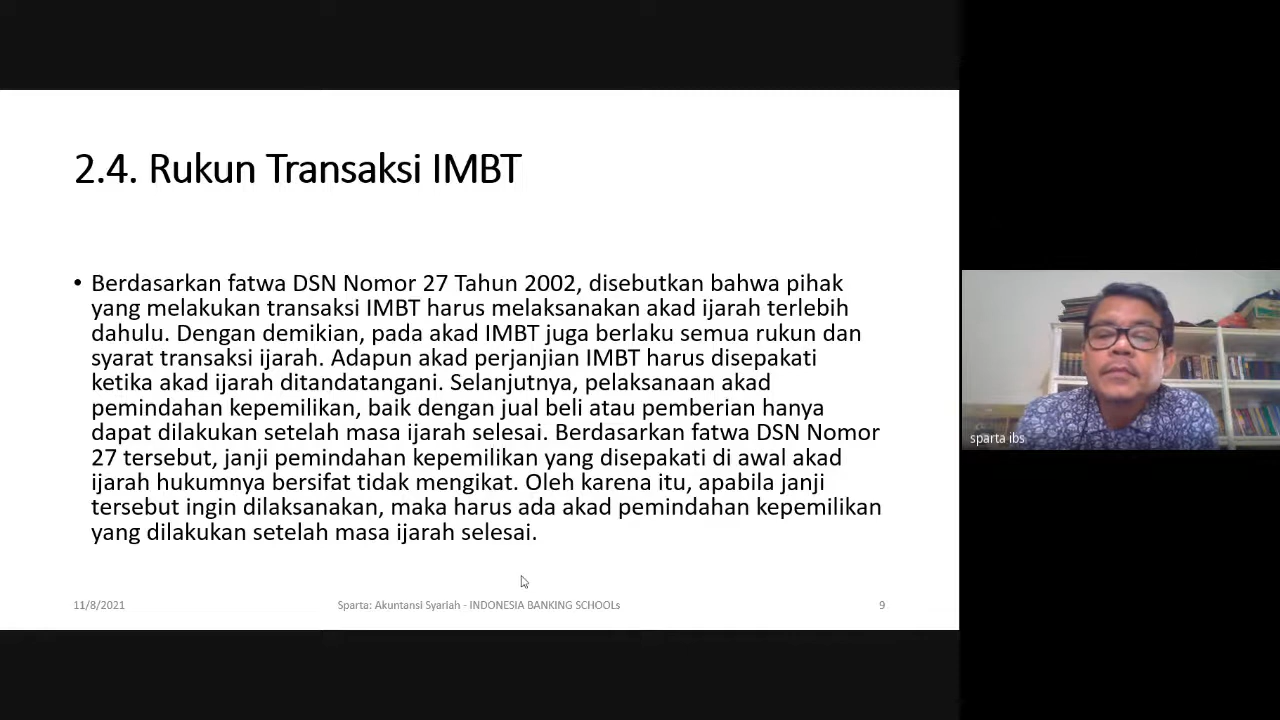 2.4. Rukun Transaksi IMBT
• Berdasarkan fatwa DSN Nomor 27 Tahun 2002, disebutkan bahwa pihak
yang melakukan transaksi IMBT harus melaksanakan akad ijarah terlebih
dahulu. Dengan demikian, pada akad IMBT juga berlaku semua rukun dan
syarat transaksi ijarah. Adapun akad perjanjian IMBT harus disepakati
ketika akad ijarah ditandatangani. Selanjutnya, pelaksanaan akad
pemindahan kepemilikan, baik dengan jual beli atau pemberian hanya
dapat dilakukan setelah masa ijarah selesai. Berdasarkan fatwa DSN Nomor
27 tersebut, janji pemindahan kepemilikan yang disepakati di awal akad
ijarah hukumnya bersifat tidak mengikat. Oleh karena itu, apabila janji
tersebut ingin dilaksanakan, maka harus ada akad pemindahan kepemilikan
yang dilakukan setelah masa ijarah selesai.
11/8/2021
Sparta: Akuntansi Syariah - INDONESIA BANKING SCHOOLs
9
sparta ibs